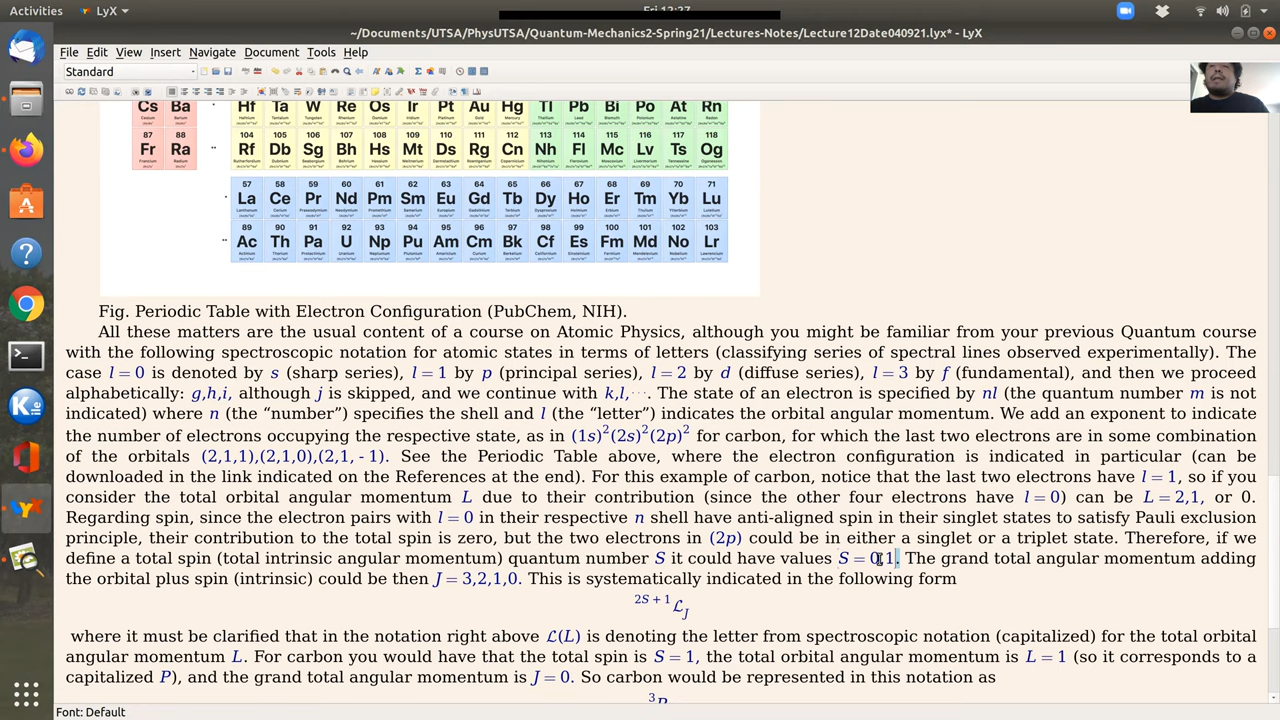 Activities LyX Fri 12:27
~/Documents/UTSA/PhysUTSA/Quantum-Mechanics2-Spring21/Lectures-Notes/Lecture12Date040921.lyx* - LyX
File Edit View Insert Navigate Document Tools Help
Standard
Cs Ba Hf Ta W Re Os Ir Pt Au Hg Tl Pb Bi Po At Rn
87 88 104 105 106 107 108 109 110 111 112 113 114 115 116 117 118
Fr Ra Rf Db Sg Bh Hs Mt Ds Rg Cn Nh Fl Mc Lv Ts Og
57 58 59 60 61 62 63 64 65 66 67 68 69 70 71
La Ce Pr Nd Pm Sm Eu Gd Tb Dy Ho Er Tm Yb Lu
89 90 91 92 93 94 95 96 97 98 99 100 101 102 103
Ac Th Pa U Np Pu Am Cm Bk Cf Es Fm Md No Lr
Fig. Periodic Table with Electron Configuration (PubChem, NIH).
All these matters are the usual content of a course on Atomic Physics, although you might be familiar from your previous Quantum course
with the following spectroscopic notation for atomic states in terms of letters (classifying series of spectral lines observed experimentally). The
case l = 0 is denoted by s (sharp series), l = 1 by p (principal series), l = 2 by d (diffuse series), l = 3 by f (fundamental), and then we proceed
alphabetically: g,h,i, although j is skipped, and we continue with k,l,⋯. The state of an electron is specified by nl (the quantum number m is not
indicated) where n (the “number”) specifies the shell and l (the “letter”) indicates the orbital angular momentum. We add an exponent to indicate
the number of electrons occupying the respective state, as in (1s)²(2s)²(2p)² for carbon, for which the last two electrons are in some combination
of the orbitals (2,1,1),(2,1,0),(2,1, - 1). See the Periodic Table above, where the electron configuration is indicated in particular (can be
downloaded in the link indicated on the References at the end). For this example of carbon, notice that the last two electrons have l = 1, so if you
consider the total orbital angular momentum L due to their contribution (since the other four electrons have l = 0) can be L = 2,1, or 0.
Regarding spin, since the electron pairs with l = 0 in their respective n shell have anti-aligned spin in their singlet states to satisfy Pauli exclusion
principle, their contribution to the total spin is zero, but the two electrons in (2p) could be in either a singlet or a triplet state. Therefore, if we
define a total spin (total intrinsic angular momentum) quantum number S it could have values S = 0,1. The grand total angular momentum adding
the orbital plus spin (intrinsic) could be then J = 3,2,1,0. This is systematically indicated in the following form
²ˢ⁺¹ℒ_J
where it must be clarified that in the notation right above ℒ(L) is denoting the letter from spectroscopic notation (capitalized) for the total orbital
angular momentum L. For carbon you would have that the total spin is S = 1, the total orbital angular momentum is L = 1 (so it corresponds to a
capitalized P), and the grand total angular momentum is J = 0. So carbon would be represented in this notation as
³P
Font: Default